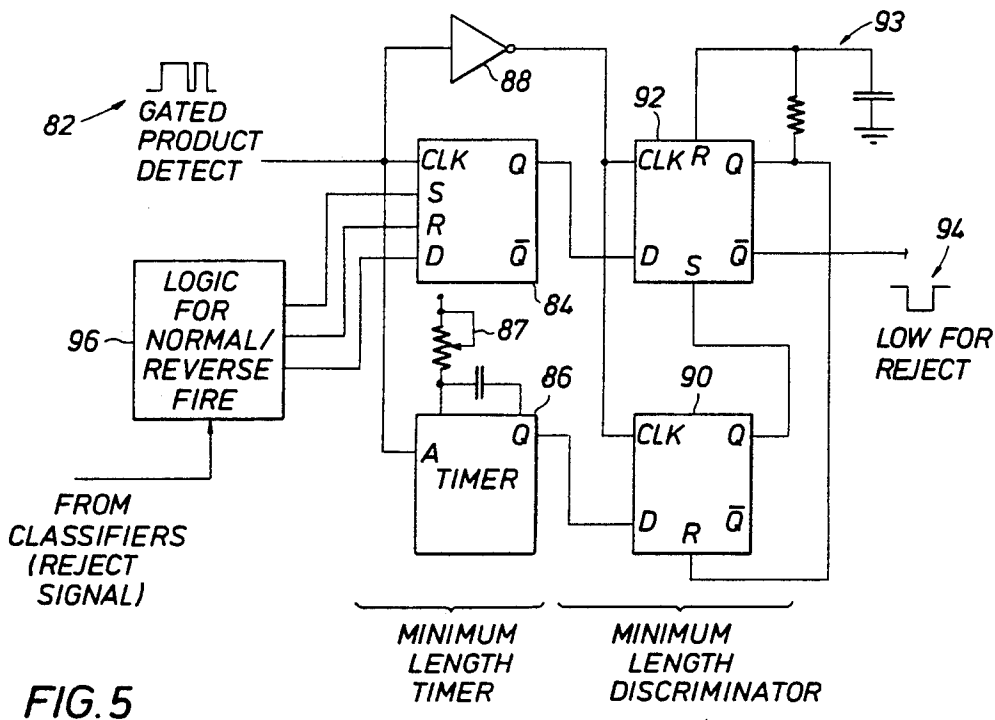 88
93
82
GATED
PRODUCT
DETECT
92
CLK
S
R
D
Q
Q̅
84
CLK
R
Q
D
S
Q̅
94
LOW FOR
REJECT
96
LOGIC
FOR
NORMAL/
REVERSE
FIRE
87
86
A
Q
TIMER
90
CLK
Q
D
R
Q̅
FROM
CLASSIFIERS
(REJECT
SIGNAL)
MINIMUM
LENGTH
TIMER
MINIMUM
LENGTH
DISCRIMINATOR
FIG. 5